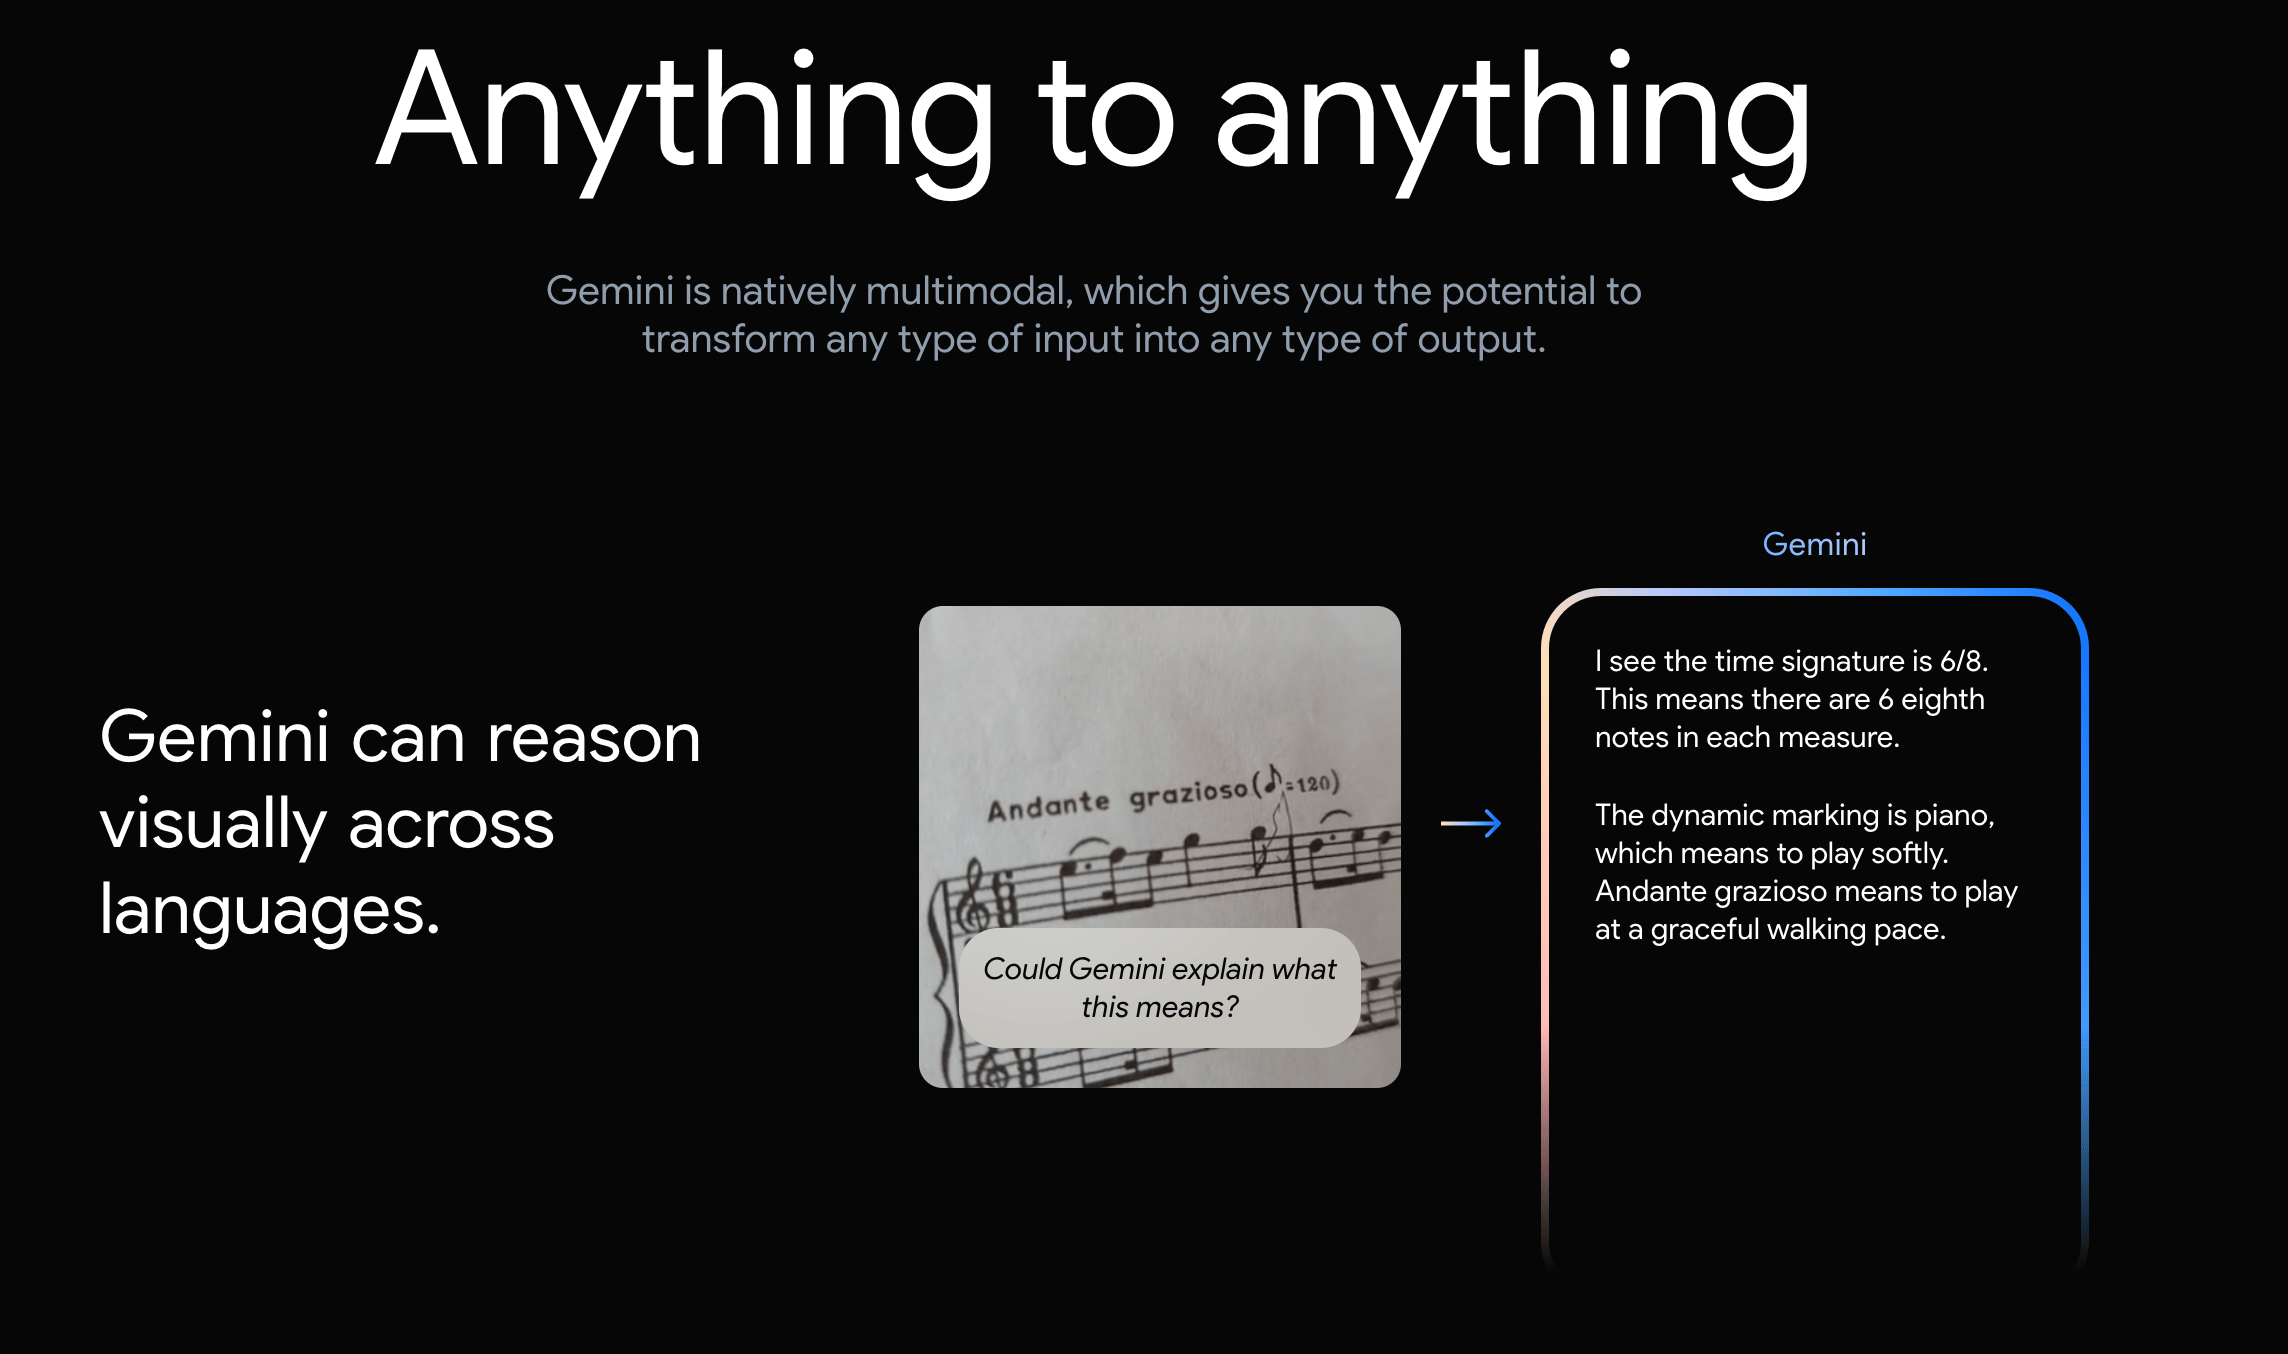 Anything to anything
Gemini is natively multimodal, which gives you the potential to
transform any type of input into any type of output.
Gemini can reason
visually across
languages.
Andante grazioso(♪=120)
Could Gemini explain what
this means?
Gemini
I see the time signature is 6/8.
This means there are 6 eighth
notes in each measure.
The dynamic marking is piano,
which means to play softly.
Andante grazioso means to play
at a graceful walking pace.